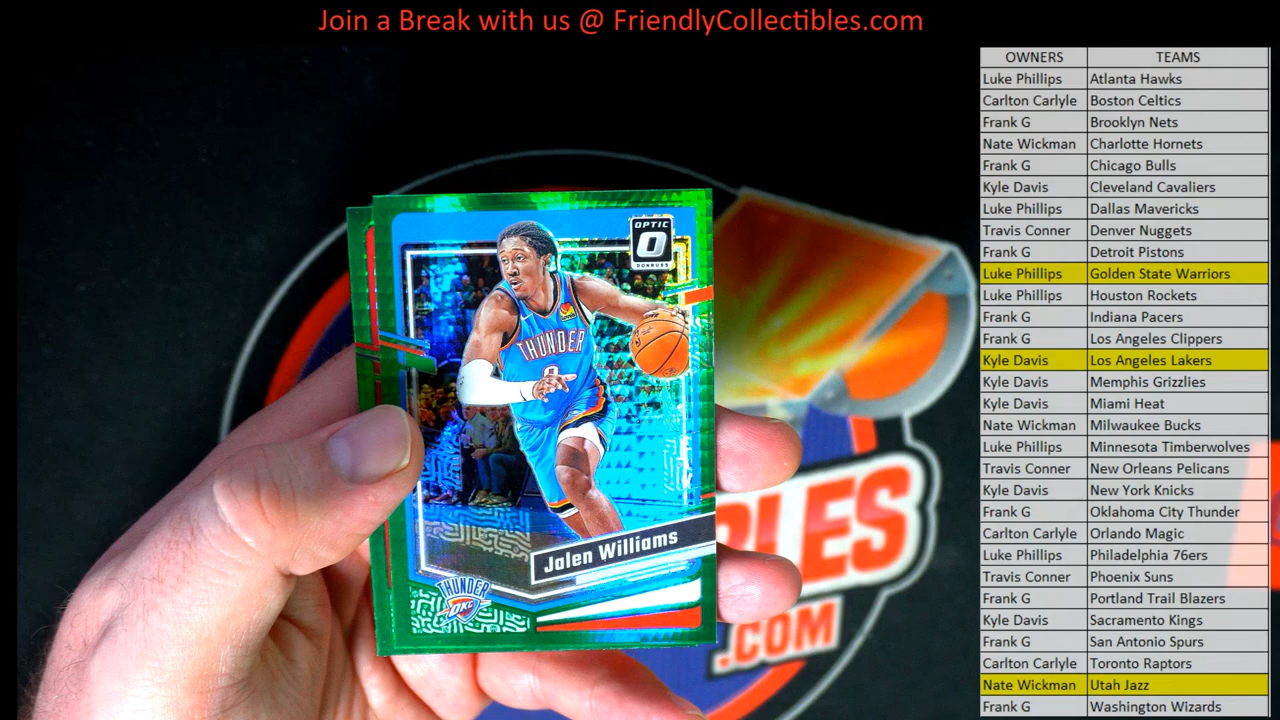 Join a Break with us @ FriendlyCollectibles.com
OWNERS TEAMS
Luke Phillips Atlanta Hawks
Carlton Carlyle Boston Celtics
Frank G Brooklyn Nets
Nate Wickman Charlotte Hornets
Frank G Chicago Bulls
Kyle Davis Cleveland Cavaliers
Luke Phillips Dallas Mavericks
Travis Conner Denver Nuggets
Frank G Detroit Pistons
Luke Phillips Golden State Warriors
Luke Phillips Houston Rockets
Frank G Indiana Pacers
Frank G Los Angeles Clippers
Kyle Davis Los Angeles Lakers
Kyle Davis Memphis Grizzlies
Kyle Davis Miami Heat
Nate Wickman Milwaukee Bucks
Luke Phillips Minnesota Timberwolves
Travis Conner New Orleans Pelicans
Kyle Davis New York Knicks
Frank G Oklahoma City Thunder
Carlton Carlyle Orlando Magic
Luke Phillips Philadelphia 76ers
Travis Conner Phoenix Suns
Frank G Portland Trail Blazers
Kyle Davis Sacramento Kings
Frank G San Antonio Spurs
Carlton Carlyle Toronto Raptors
Nate Wickman Utah Jazz
Frank G Washington Wizards
OPTIC
O
DONRUSS
THUNDER
Jalen Williams
THUNDER
OKC
BLES
.COM